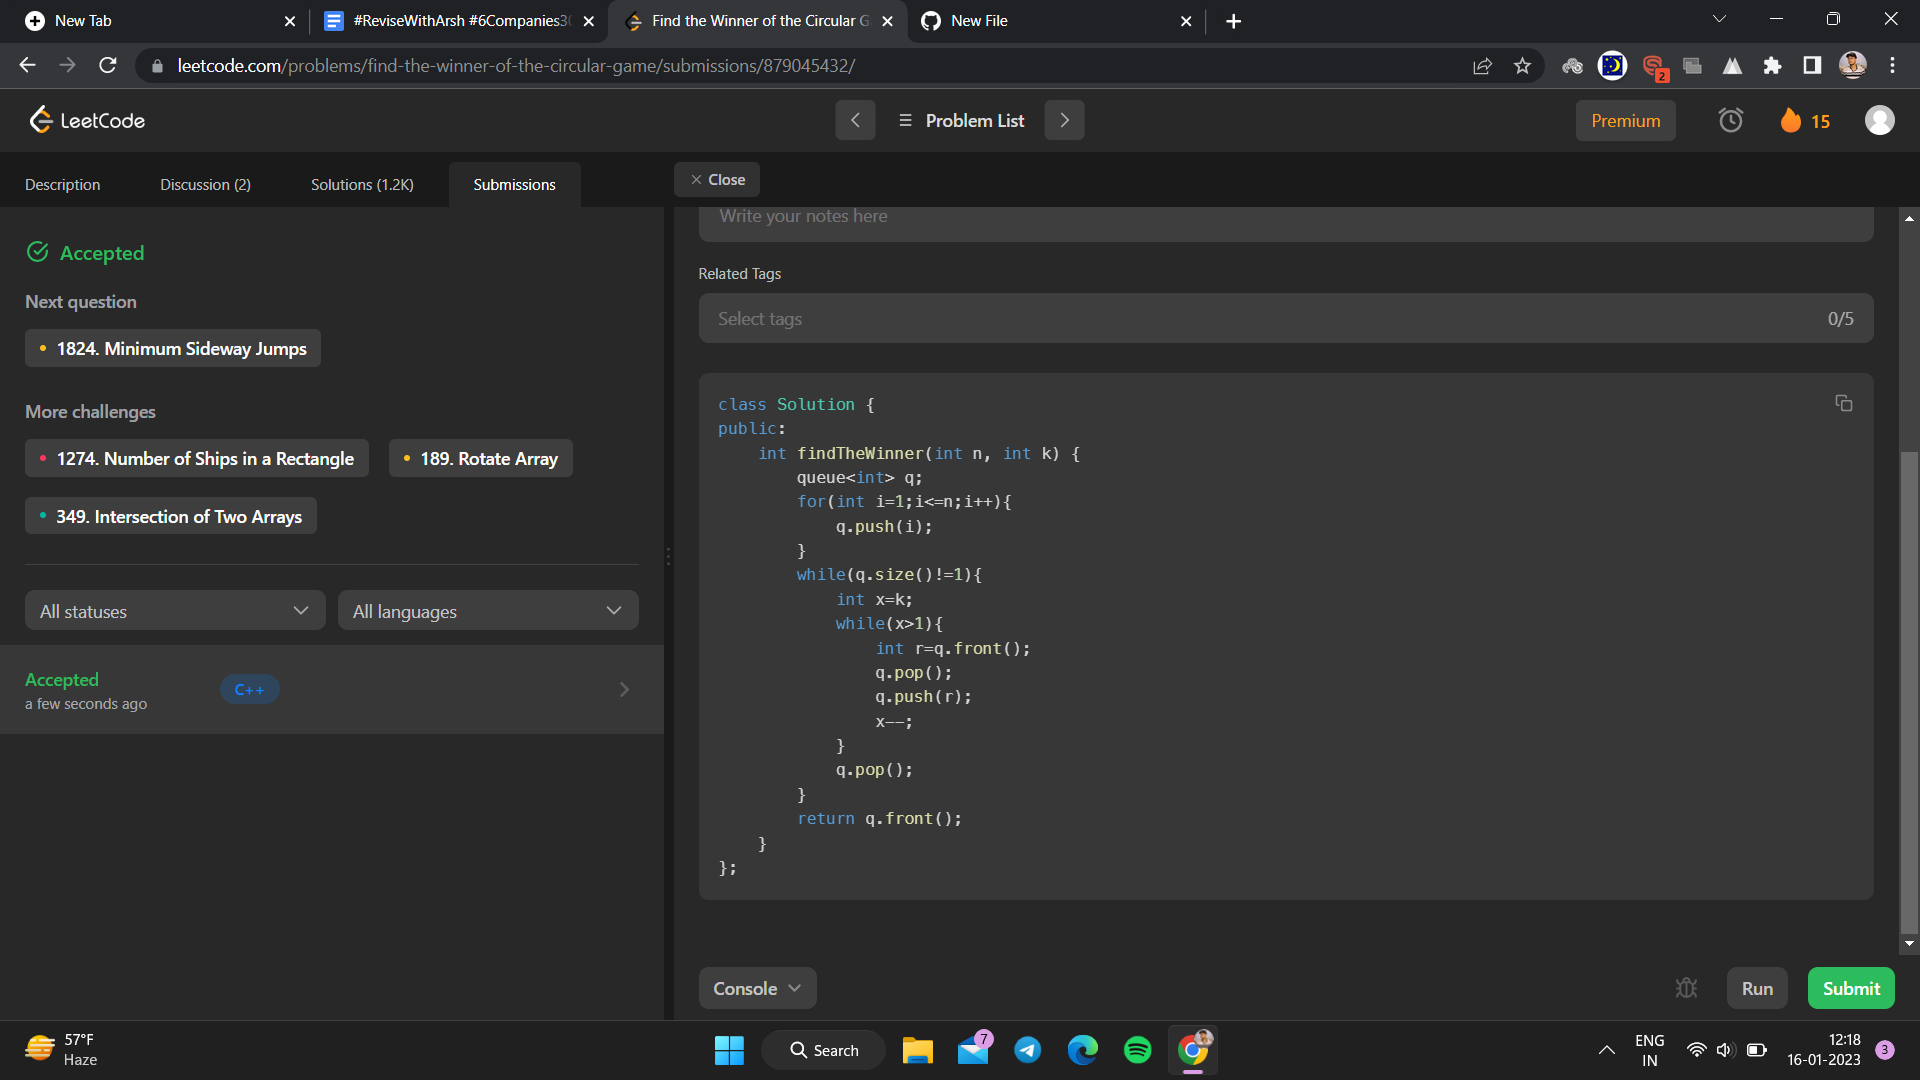 New Tab
#ReviseWithArsh #6Companies30
Find the Winner of the Circular G
New File
leetcode.com/problems/find-the-winner-of-the-circular-game/submissions/879045432/
2
LeetCode
Problem List
Premium
15
Description
Discussion (2)
Solutions (1.2K)
Submissions
Close
Accepted
Next question
1824. Minimum Sideway Jumps
More challenges
1274. Number of Ships in a Rectangle
189. Rotate Array
349. Intersection of Two Arrays
All statuses
All languages
Accepted
a few seconds ago
C++
Write your notes here
Related Tags
Select tags
0/5
class Solution {
public:
    int findTheWinner(int n, int k) {
        queue<int> q;
        for(int i=1;i<=n;i++){
            q.push(i);
        }
        while(q.size()!=1){
            int x=k;
            while(x>1){
                int r=q.front();
                q.pop();
                q.push(r);
                x--;
            }
            q.pop();
        }
        return q.front();
    }
};
Console
Run
Submit
57°F
Haze
Search
7
ENG
IN
12:18
16-01-2023
3